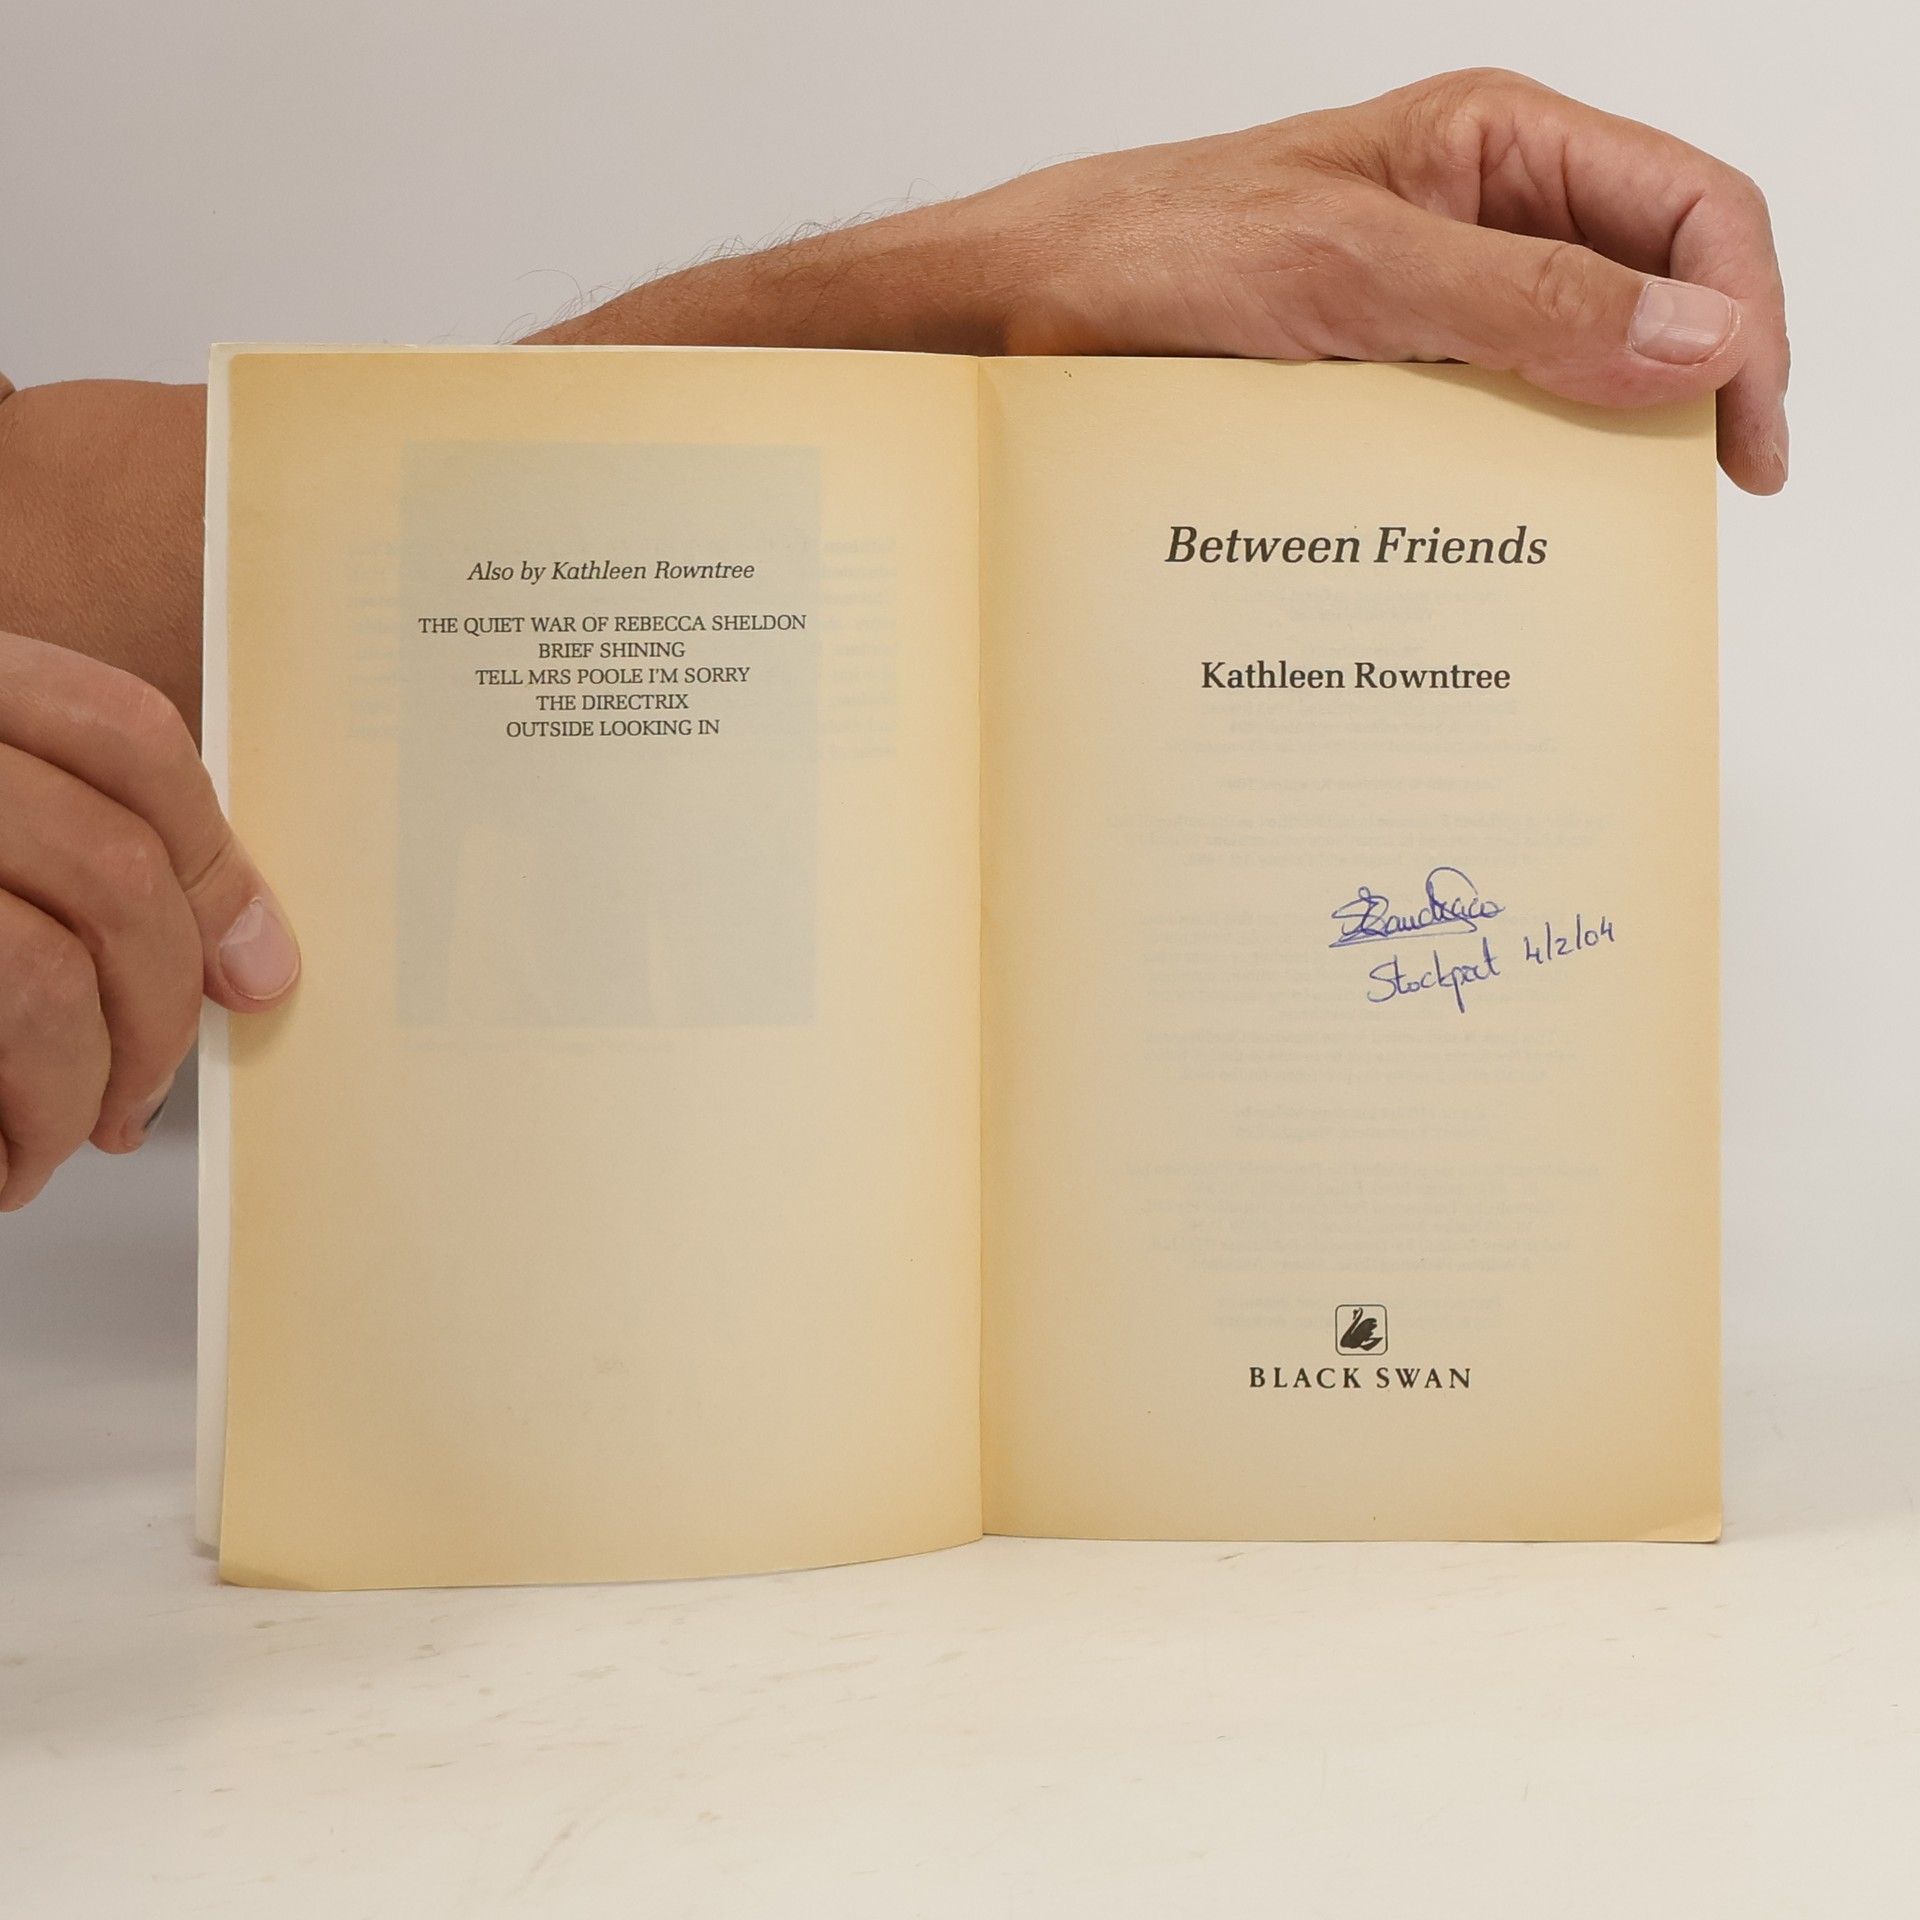 Also by Kathleen Rowntree
THE QUIET WAR OF REBECCA SHELDON
BRIEF SHINING
TELL MRS POOLE I'M SORRY
THE DIRECTRIX
OUTSIDE LOOKING IN
Between Friends
Kathleen Rowntree
Stockport 4/2/04
BLACK SWAN